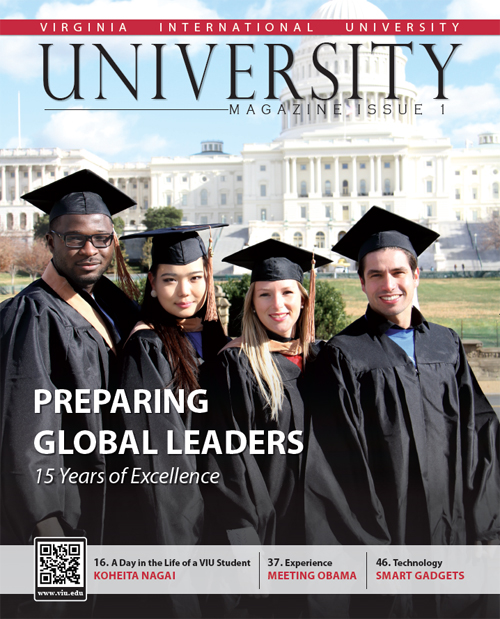 VIRGINIA INTERNATIONAL UNIVERSITY
UNIVERSITY
MAGAZINE ISSUE 1
PREPARING
GLOBAL LEADERS
15 Years of Excellence
16. A Day in the Life of a VIU Student
KOHEITA NAGAI
37. Experience
MEETING OBAMA
46. Technology
SMART GADGETS
www.viu.edu